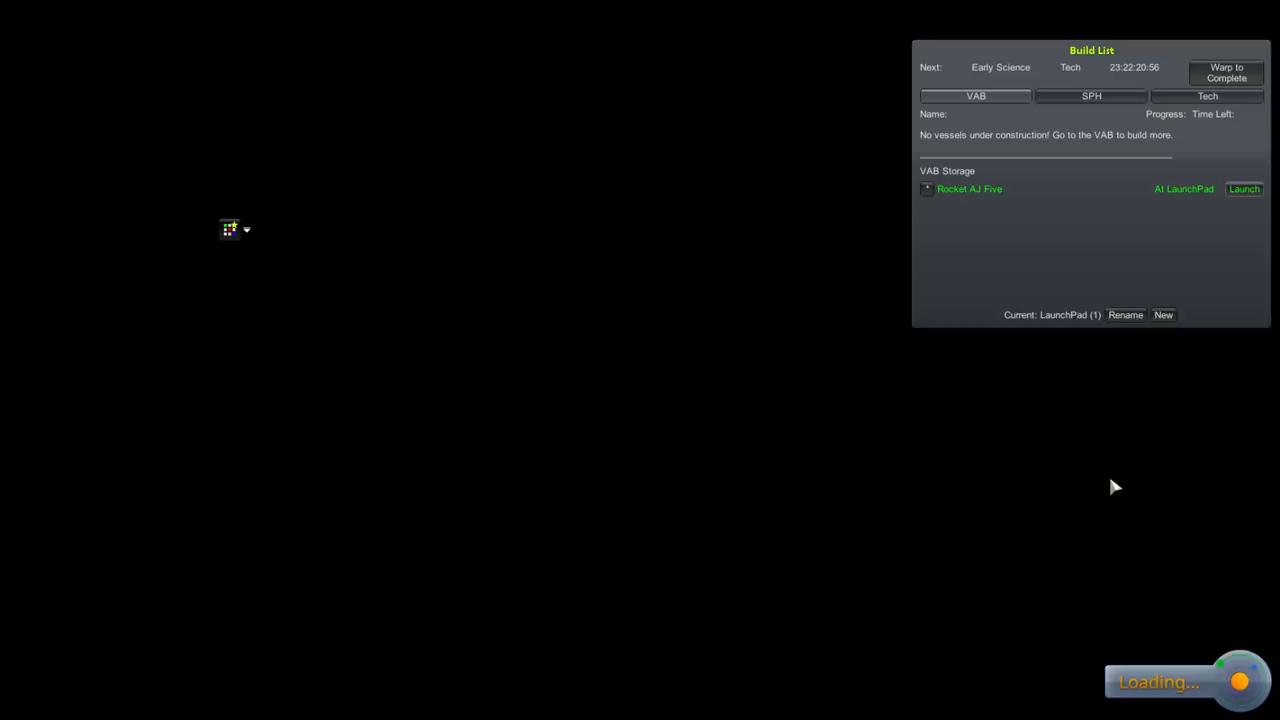 Build List
Next: Early Science Tech 23:22:20:56 Warp to Complete
VAB SPH Tech
Name: Progress: Time Left:
No vessels under construction! Go to the VAB to build more.
VAB Storage
* Rocket AJ Five At LaunchPad Launch
Current: LaunchPad (1) Rename New
Loading...